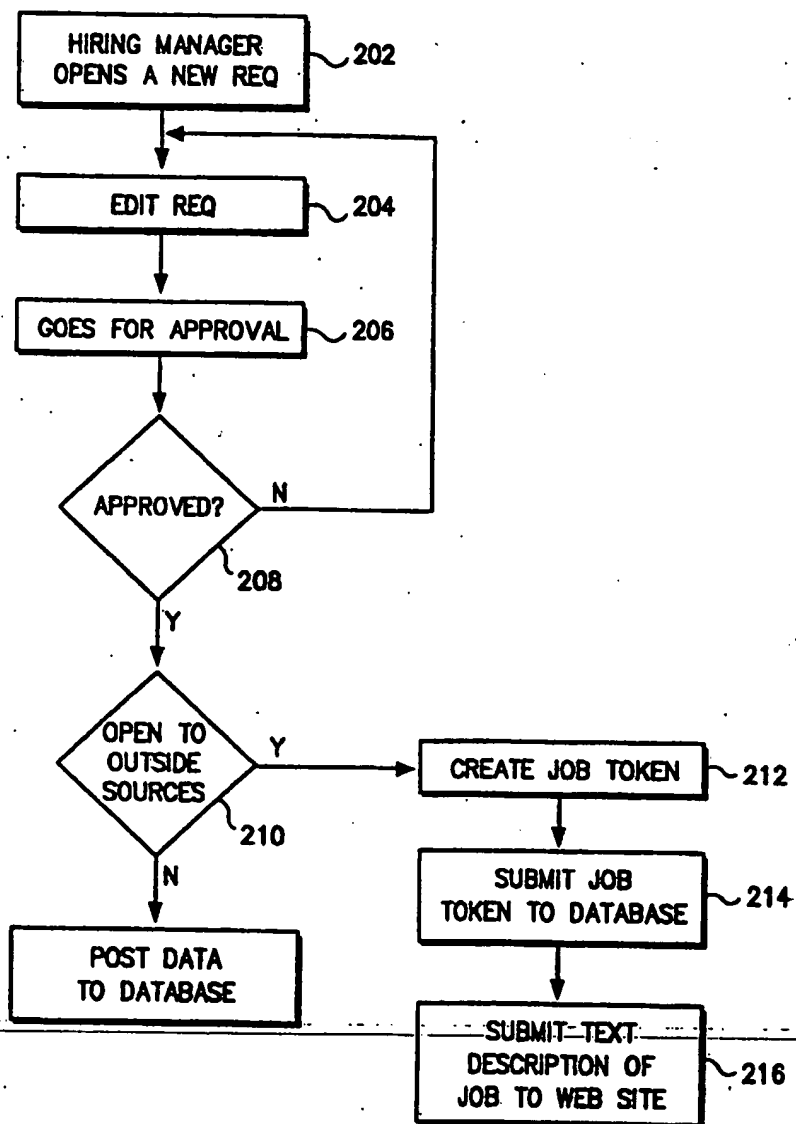 HIRING MANAGER
OPENS A NEW REQ
202
EDIT REQ
204
GOES FOR APPROVAL
206
APPROVED?
N
208
Y
OPEN TO
OUTSIDE
SOURCES
Y
210
N
CREATE JOB TOKEN
212
SUBMIT JOB
TOKEN TO DATABASE
214
POST DATA
TO DATABASE
SUBMIT TEXT
DESCRIPTION OF
JOB TO WEB SITE
216